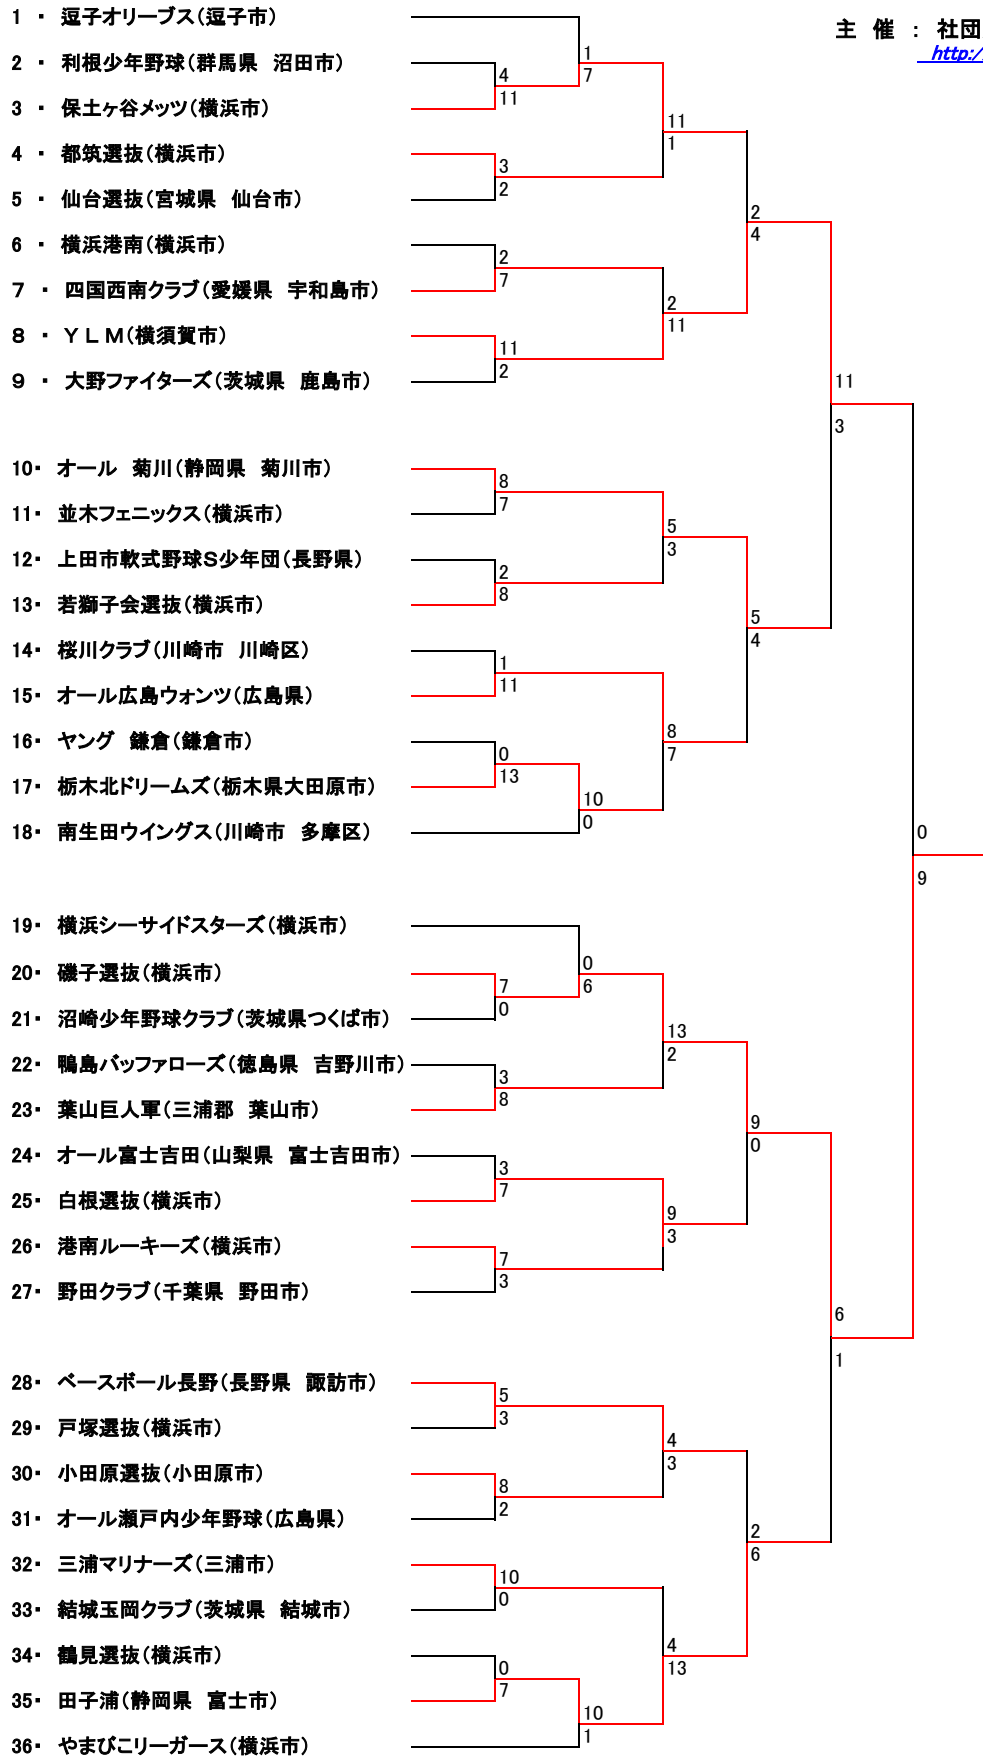 主 催 ： 社団
http:/
1 ・ 逗子オリーブス(逗子市)
2 ・ 利根少年野球(群馬県 沼田市)
3 ・ 保土ヶ谷メッツ(横浜市)
4 ・ 都筑選抜(横浜市)
5 ・ 仙台選抜(宮城県 仙台市)
6 ・ 横浜港南(横浜市)
7 ・ 四国西南クラブ(愛媛県 宇和島市)
8 ・ ＹＬＭ(横須賀市)
9 ・ 大野ファイターズ(茨城県 鹿島市)
10・ オール 菊川(静岡県 菊川市)
11・ 並木フェニックス(横浜市)
12・ 上田市軟式野球S少年団(長野県)
13・ 若獅子会選抜(横浜市)
14・ 桜川クラブ(川崎市 川崎区)
15・ オール広島ウォンツ(広島県)
16・ ヤング 鎌倉(鎌倉市)
17・ 栃木北ドリームズ(栃木県大田原市)
18・ 南生田ウイングス(川崎市 多摩区)
19・ 横浜シーサイドスターズ(横浜市)
20・ 磯子選抜(横浜市)
21・ 沼崎少年野球クラブ(茨城県つくば市)
22・ 鴨島バッファローズ(徳島県 吉野川市)
23・ 葉山巨人軍(三浦郡 葉山市)
24・ オール富士吉田(山梨県 富士吉田市)
25・ 白根選抜(横浜市)
26・ 港南ルーキーズ(横浜市)
27・ 野田クラブ(千葉県 野田市)
28・ ベースボール長野(長野県 諏訪市)
29・ 戸塚選抜(横浜市)
30・ 小田原選抜(小田原市)
31・ オール瀬戸内少年野球(広島県)
32・ 三浦マリナーズ(三浦市)
33・ 結城玉岡クラブ(茨城県 結城市)
34・ 鶴見選抜(横浜市)
35・ 田子浦(静岡県 富士市)
36・ やまびこリーガース(横浜市)
4
11
3
2
2
7
11
2
8
7
2
8
1
11
0
13
7
0
3
8
3
7
7
3
5
3
8
2
10
0
0
7
1
7
10
0
0
6
10
1
11
1
2
11
5
3
8
7
13
2
9
3
4
3
4
13
2
4
5
4
9
0
2
6
11
3
6
1
0
9